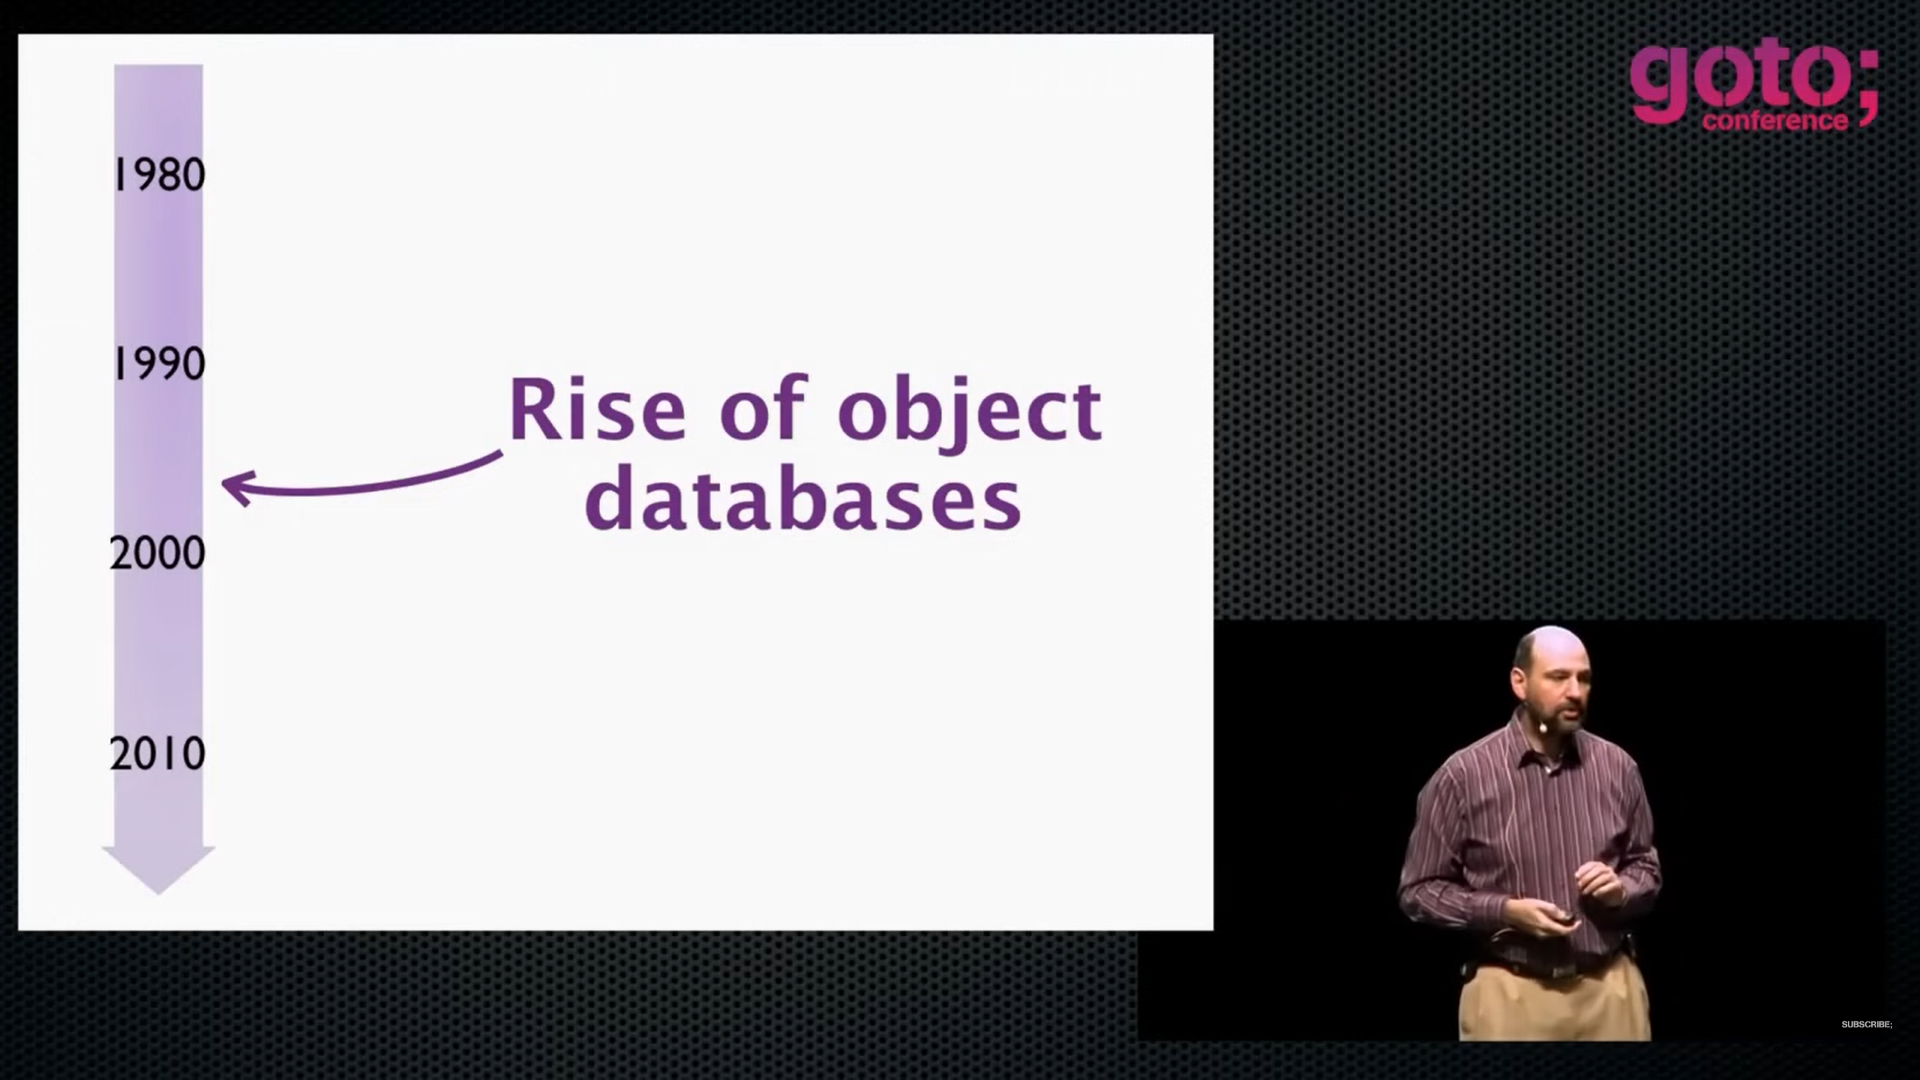 goto;
conference
1980
1990
Rise of object
databases
2000
2010
SUBSCRIBE;